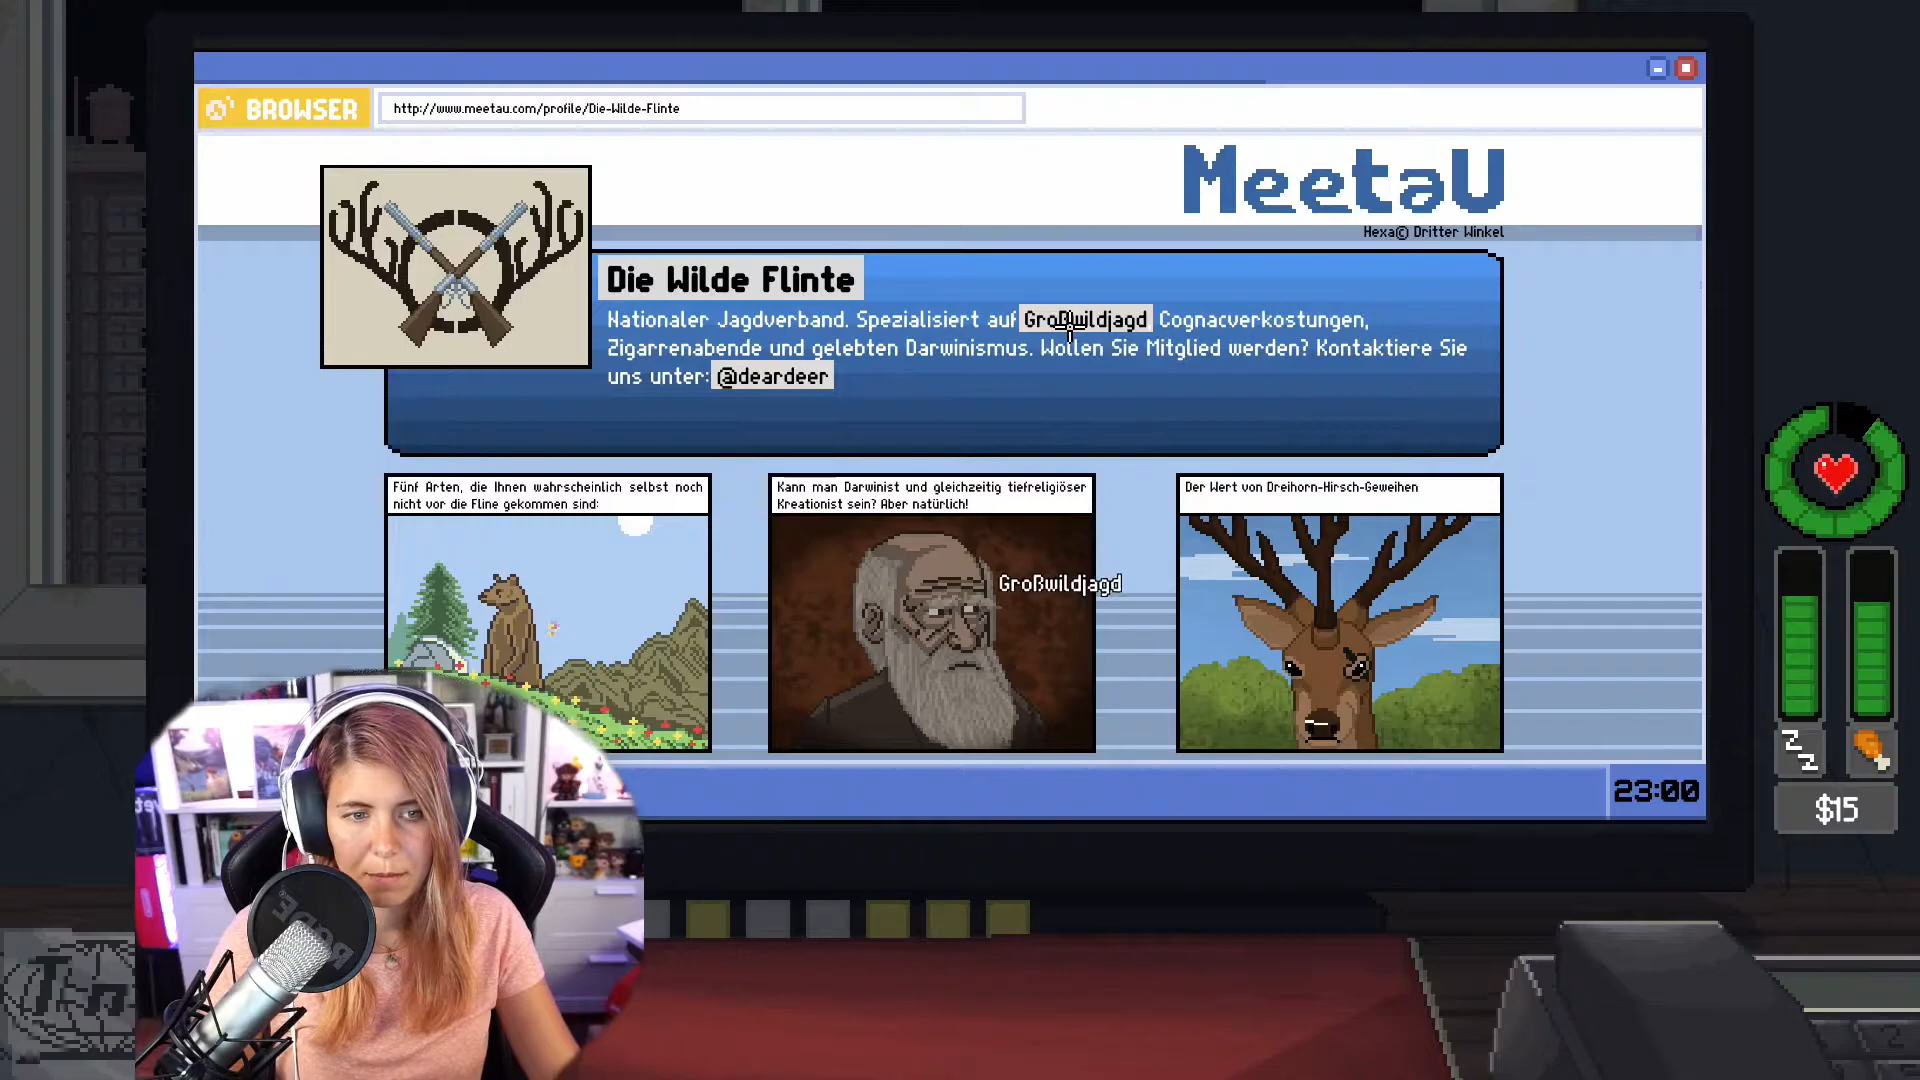 BROWSER
http://www.meetau.com/profile/Die-Wilde-Flinte
MeetaU
Hexa© Dritter Winkel
Die Wilde Flinte
Nationaler Jagdverband. Spezialisiert auf Großwildjagd Cognacverkostungen,
Zigarrenabende und gelebten Darwinismus. Wollen Sie Mitglied werden? Kontaktiere Sie
uns unter: @deardeer
Fünf Arten, die Ihnen wahrscheinlich selbst noch
nicht vor die Fline gekommen sind:
Kann man Darwinist und gleichzeitig tiefreligiöser
Kreationist sein? Aber natürlich!
Der Wert von Dreihorn-Hirsch-Geweihen
Großwildjagd
23:00
$15
RODE